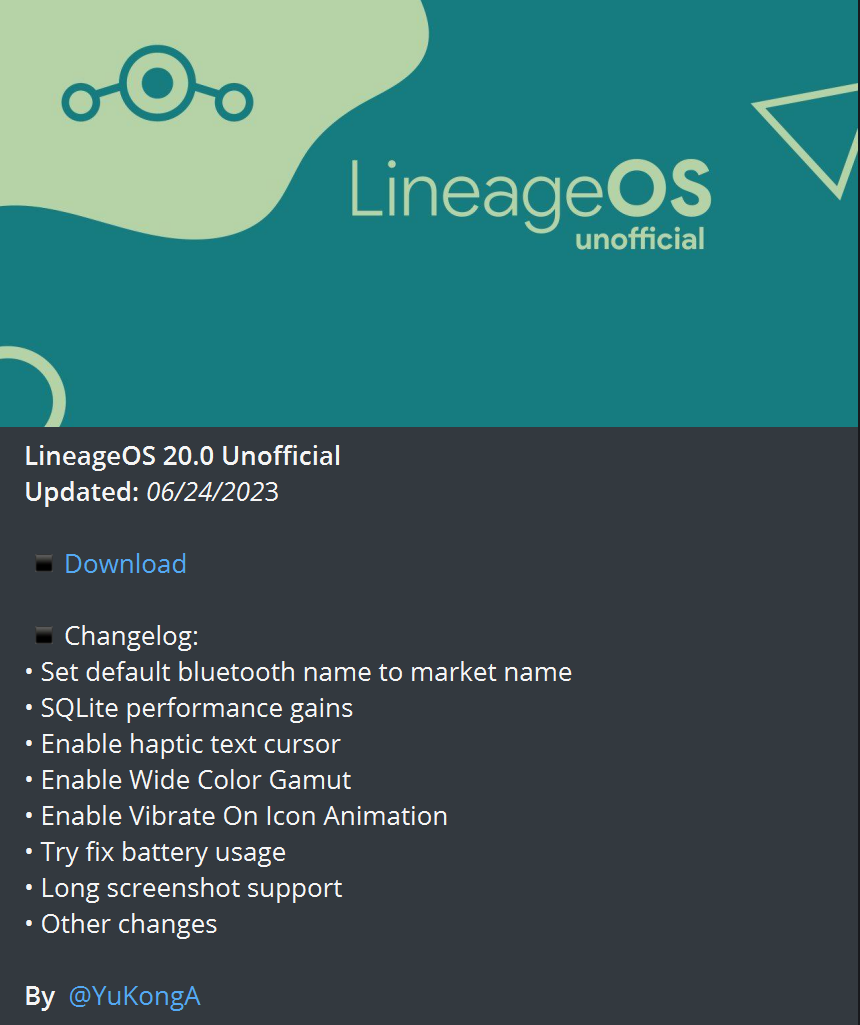 LineageOS
unofficial
LineageOS 20.0 Unofficial
Updated: 06/24/2023
Download
Changelog:
• Set default bluetooth name to market name
• SQLite performance gains
• Enable haptic text cursor
• Enable Wide Color Gamut
• Enable Vibrate On Icon Animation
• Try fix battery usage
• Long screenshot support
• Other changes
By @YuKongA